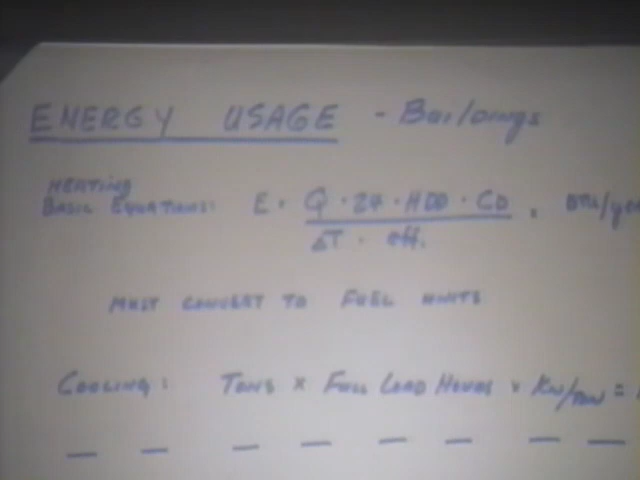 ENERGY USAGE - Buildings
HEATING
BASIC EQUATIONS: E = Q · 24 · HDD · CD = BTU/
ΔT · eff.
MUST CONVERT TO FUEL UNITS
COOLING: TONS × FULL LOAD HOURS × KW/TON =